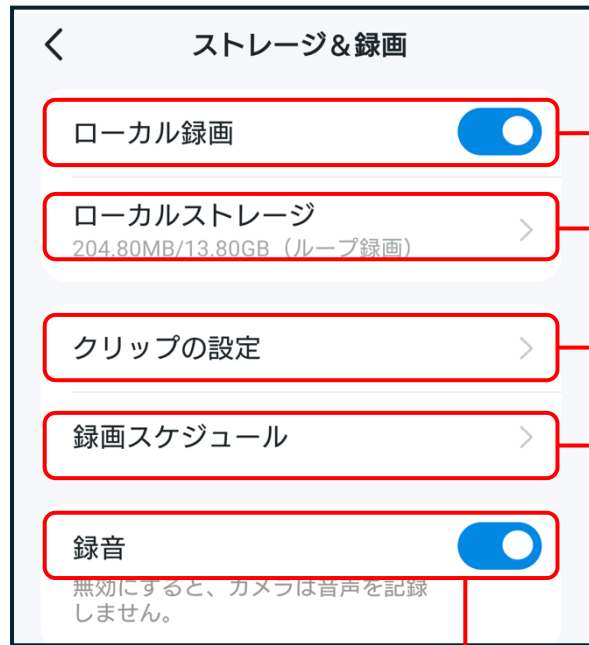 ストレージ&録画
ローカル録画
ローカルストレージ
204.80MB/13.80GB（ループ録画）
クリップの設定
録画スケジュール
録音
無効にすると、カメラは音声を記録
しません。